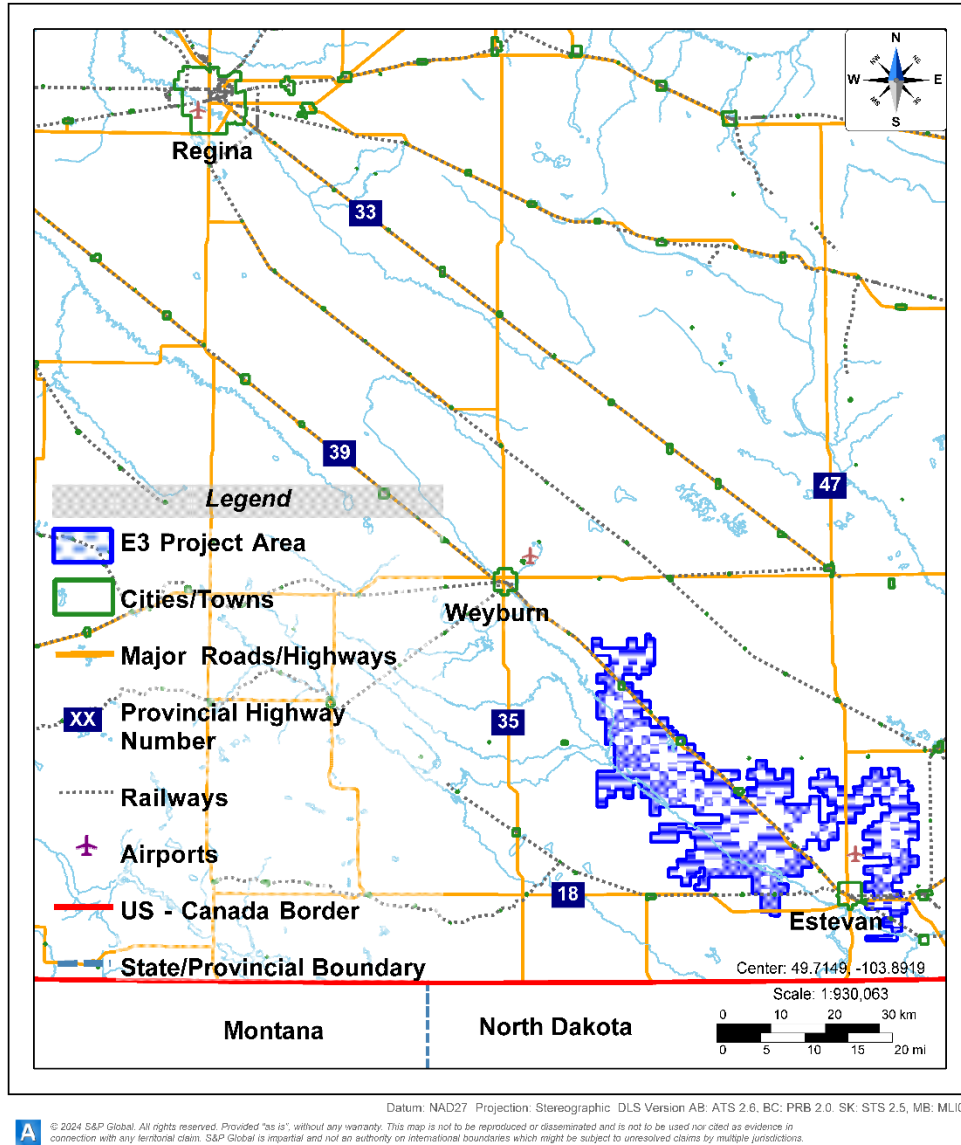 N
NW
NE
W
E
SW
SE
S
Regina
33
39
47
Legend
E3 Project Area
Cities/Towns
Weyburn
Major Roads/Highways
XX Provincial Highway
Number
35
Railways
Airports
18
US - Canada Border
Estevan
State/Provincial Boundary
Center: 49.7149, -103.8919
Scale: 1:930,063
0 10 20 30 km
0 5 10 15 20 mi
Montana
North Dakota
Datum: NAD27 Projection: Stereographic DLS Version AB: ATS 2.6, BC: PRB 2.0. SK: STS 2.5, MB: MLI
A
© 2024 S&P Global. All rights reserved. Provided "as is", without any warranty. This map is not to be reproduced or disseminated and is not to be used nor cited as evidence in
connection with any territorial claim. S&P Global is impartial and not an authority on international boundaries which might be subject to unresolved claims by multiple jurisdictions.